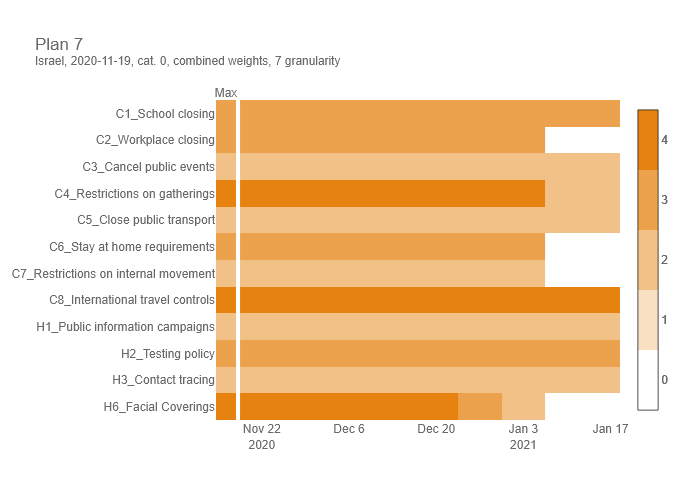 Plan 7
Israel, 2020-11-19, cat. 0, combined weights, 7 granularity
Max
C1_School closing
C2_Workplace closing
C3_Cancel public events
C4_Restrictions on gatherings
C5_Close public transport
C6_Stay at home requirements
C7_Restrictions on internal movement
C8_International travel controls
H1_Public information campaigns
H2_Testing policy
H3_Contact tracing
H6_Facial Coverings
Nov 22 Dec 6 Dec 20 Jan 3 Jan 17
2020 2021
4
3
2
1
0